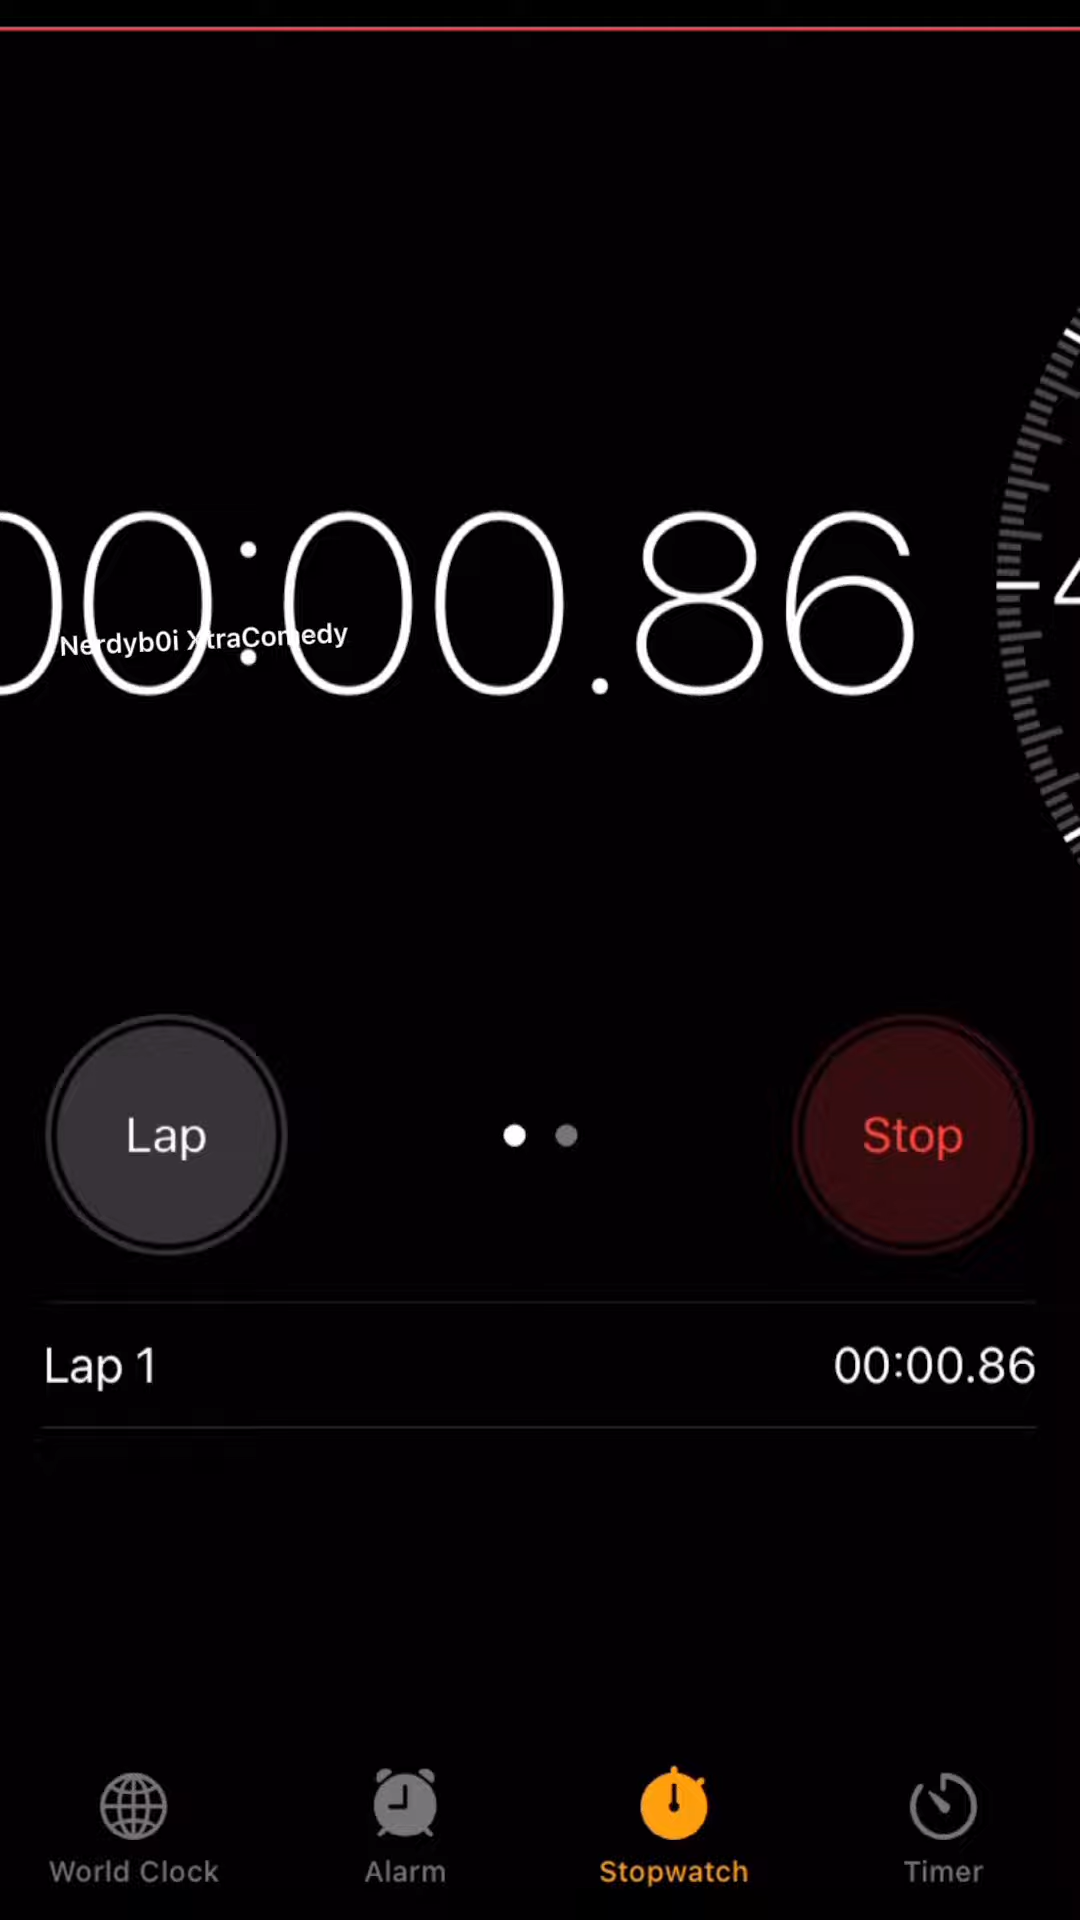 00:00.86
Nerdyb0i XtraComedy
Lap
Stop
Lap 1 00:00.86
World Clock Alarm Stopwatch Timer